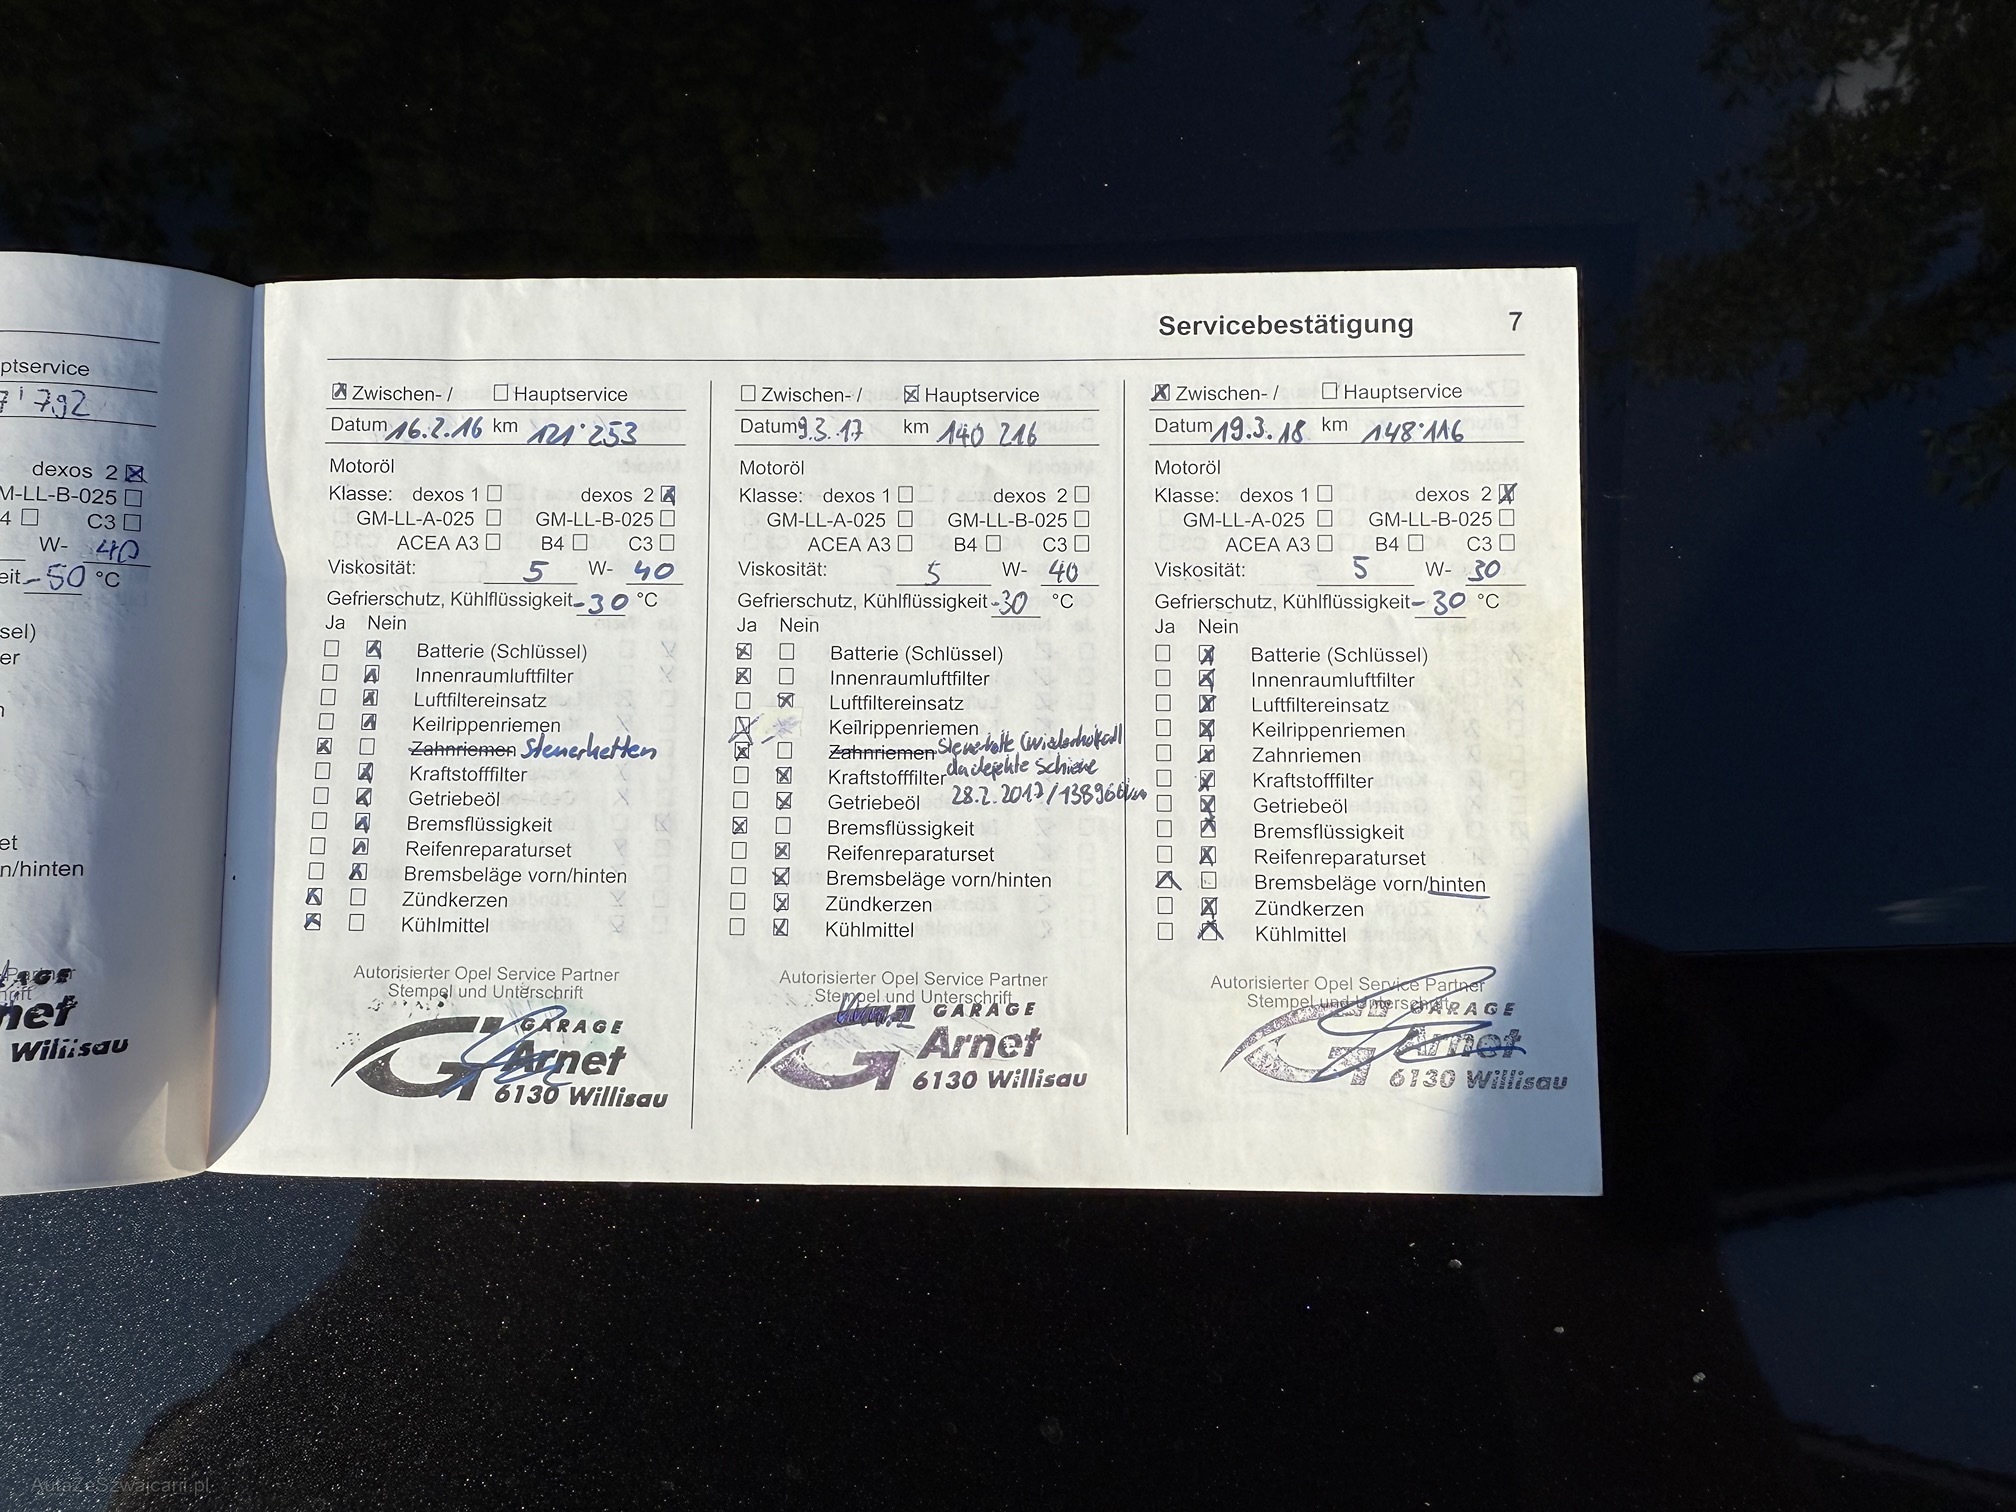 ptservice
7'792
dexos 2
M-LL-B-025
4 C3
W- 40
eit -50 °C
sel)
er
n
et
n/hinten
net
Willisau
Servicebestätigung 7
Zwischen- / Hauptservice
Datum 16.2.16 km 121'253
Motoröl
Klasse: dexos 1 dexos 2
GM-LL-A-025 GM-LL-B-025
ACEA A3 B4 C3
Viskosität: 5 W- 40
Gefrierschutz, Kühlflüssigkeit -30 °C
Ja Nein
Batterie (Schlüssel)
Innenraumluftfilter
Luftfiltereinsatz
Keilrippenriemen
Zahnriemen Steuerketten
Kraftstofffilter
Getriebeöl
Bremsflüssigkeit
Reifenreparaturset
Bremsbeläge vorn/hinten
Zündkerzen
Kühlmittel
Autorisierter Opel Service Partner
Stempel und Unterschrift
GARAGE
Arnet
6130 Willisau
Zwischen- / Hauptservice
Datum 9.3.17 km 140 216
Motoröl
Klasse: dexos 1 dexos 2
GM-LL-A-025 GM-LL-B-025
ACEA A3 B4 C3
Viskosität: 5 W- 40
Gefrierschutz, Kühlflüssigkeit -30 °C
Ja Nein
Batterie (Schlüssel)
Innenraumluftfilter
Luftfiltereinsatz
Keilrippenriemen
Zahnriemen Steuerkette
Kraftstofffilter da defekte Schiene
28.2.2017 / 138960km
Getriebeöl
Bremsflüssigkeit
Reifenreparaturset
Bremsbeläge vorn/hinten
Zündkerzen
Kühlmittel
Autorisierter Opel Service Partner
Stempel und Unterschrift
GARAGE
Arnet
6130 Willisau
Zwischen- / Hauptservice
Datum 19.3.18 km 148'116
Motoröl
Klasse: dexos 1 dexos 2
GM-LL-A-025 GM-LL-B-025
ACEA A3 B4 C3
Viskosität: 5 W- 30
Gefrierschutz, Kühlflüssigkeit -30 °C
Ja Nein
Batterie (Schlüssel)
Innenraumluftfilter
Luftfiltereinsatz
Keilrippenriemen
Zahnriemen
Kraftstofffilter
Getriebeöl
Bremsflüssigkeit
Reifenreparaturset
Bremsbeläge vorn/hinten
Zündkerzen
Kühlmittel
Autorisierter Opel Service Partner
Stempel und Unterschrift
GARAGE
Arnet
6130 Willisau
AutaZeSzwajcarii.pl